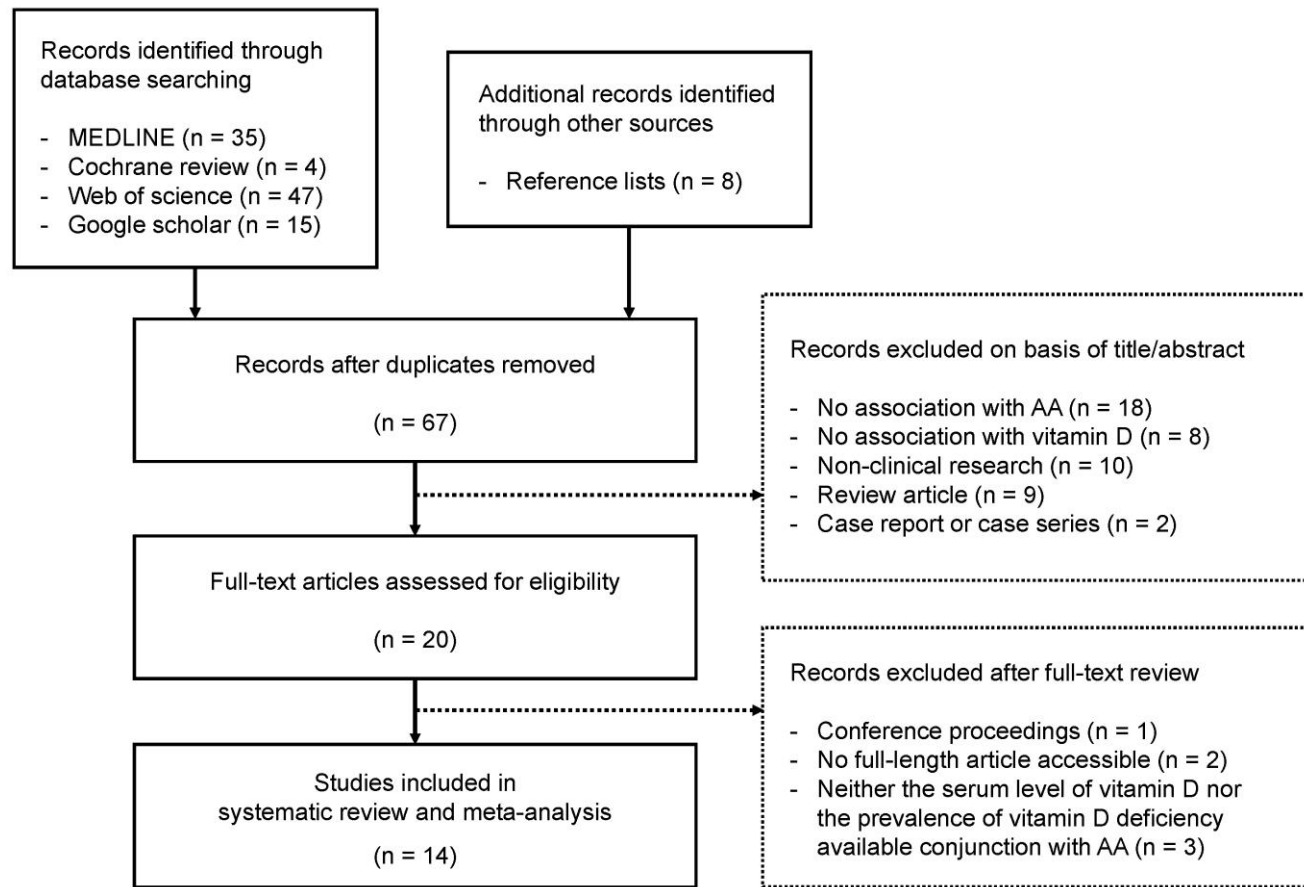 Records identified through
database searching
- MEDLINE (n = 35)
- Cochrane review (n = 4)
- Web of science (n = 47)
- Google scholar (n = 15)
Additional records identified
through other sources
- Reference lists (n = 8)
Records after duplicates removed
(n = 67)
Records excluded on basis of title/abstract
- No association with AA (n = 18)
- No association with vitamin D (n = 8)
- Non-clinical research (n = 10)
- Review article (n = 9)
- Case report or case series (n = 2)
Full-text articles assessed for eligibility
(n = 20)
Records excluded after full-text review
- Conference proceedings (n = 1)
- No full-length article accessible (n = 2)
- Neither the serum level of vitamin D nor
the prevalence of vitamin D deficiency
available conjunction with AA (n = 3)
Studies included in
systematic review and meta-analysis
(n = 14)